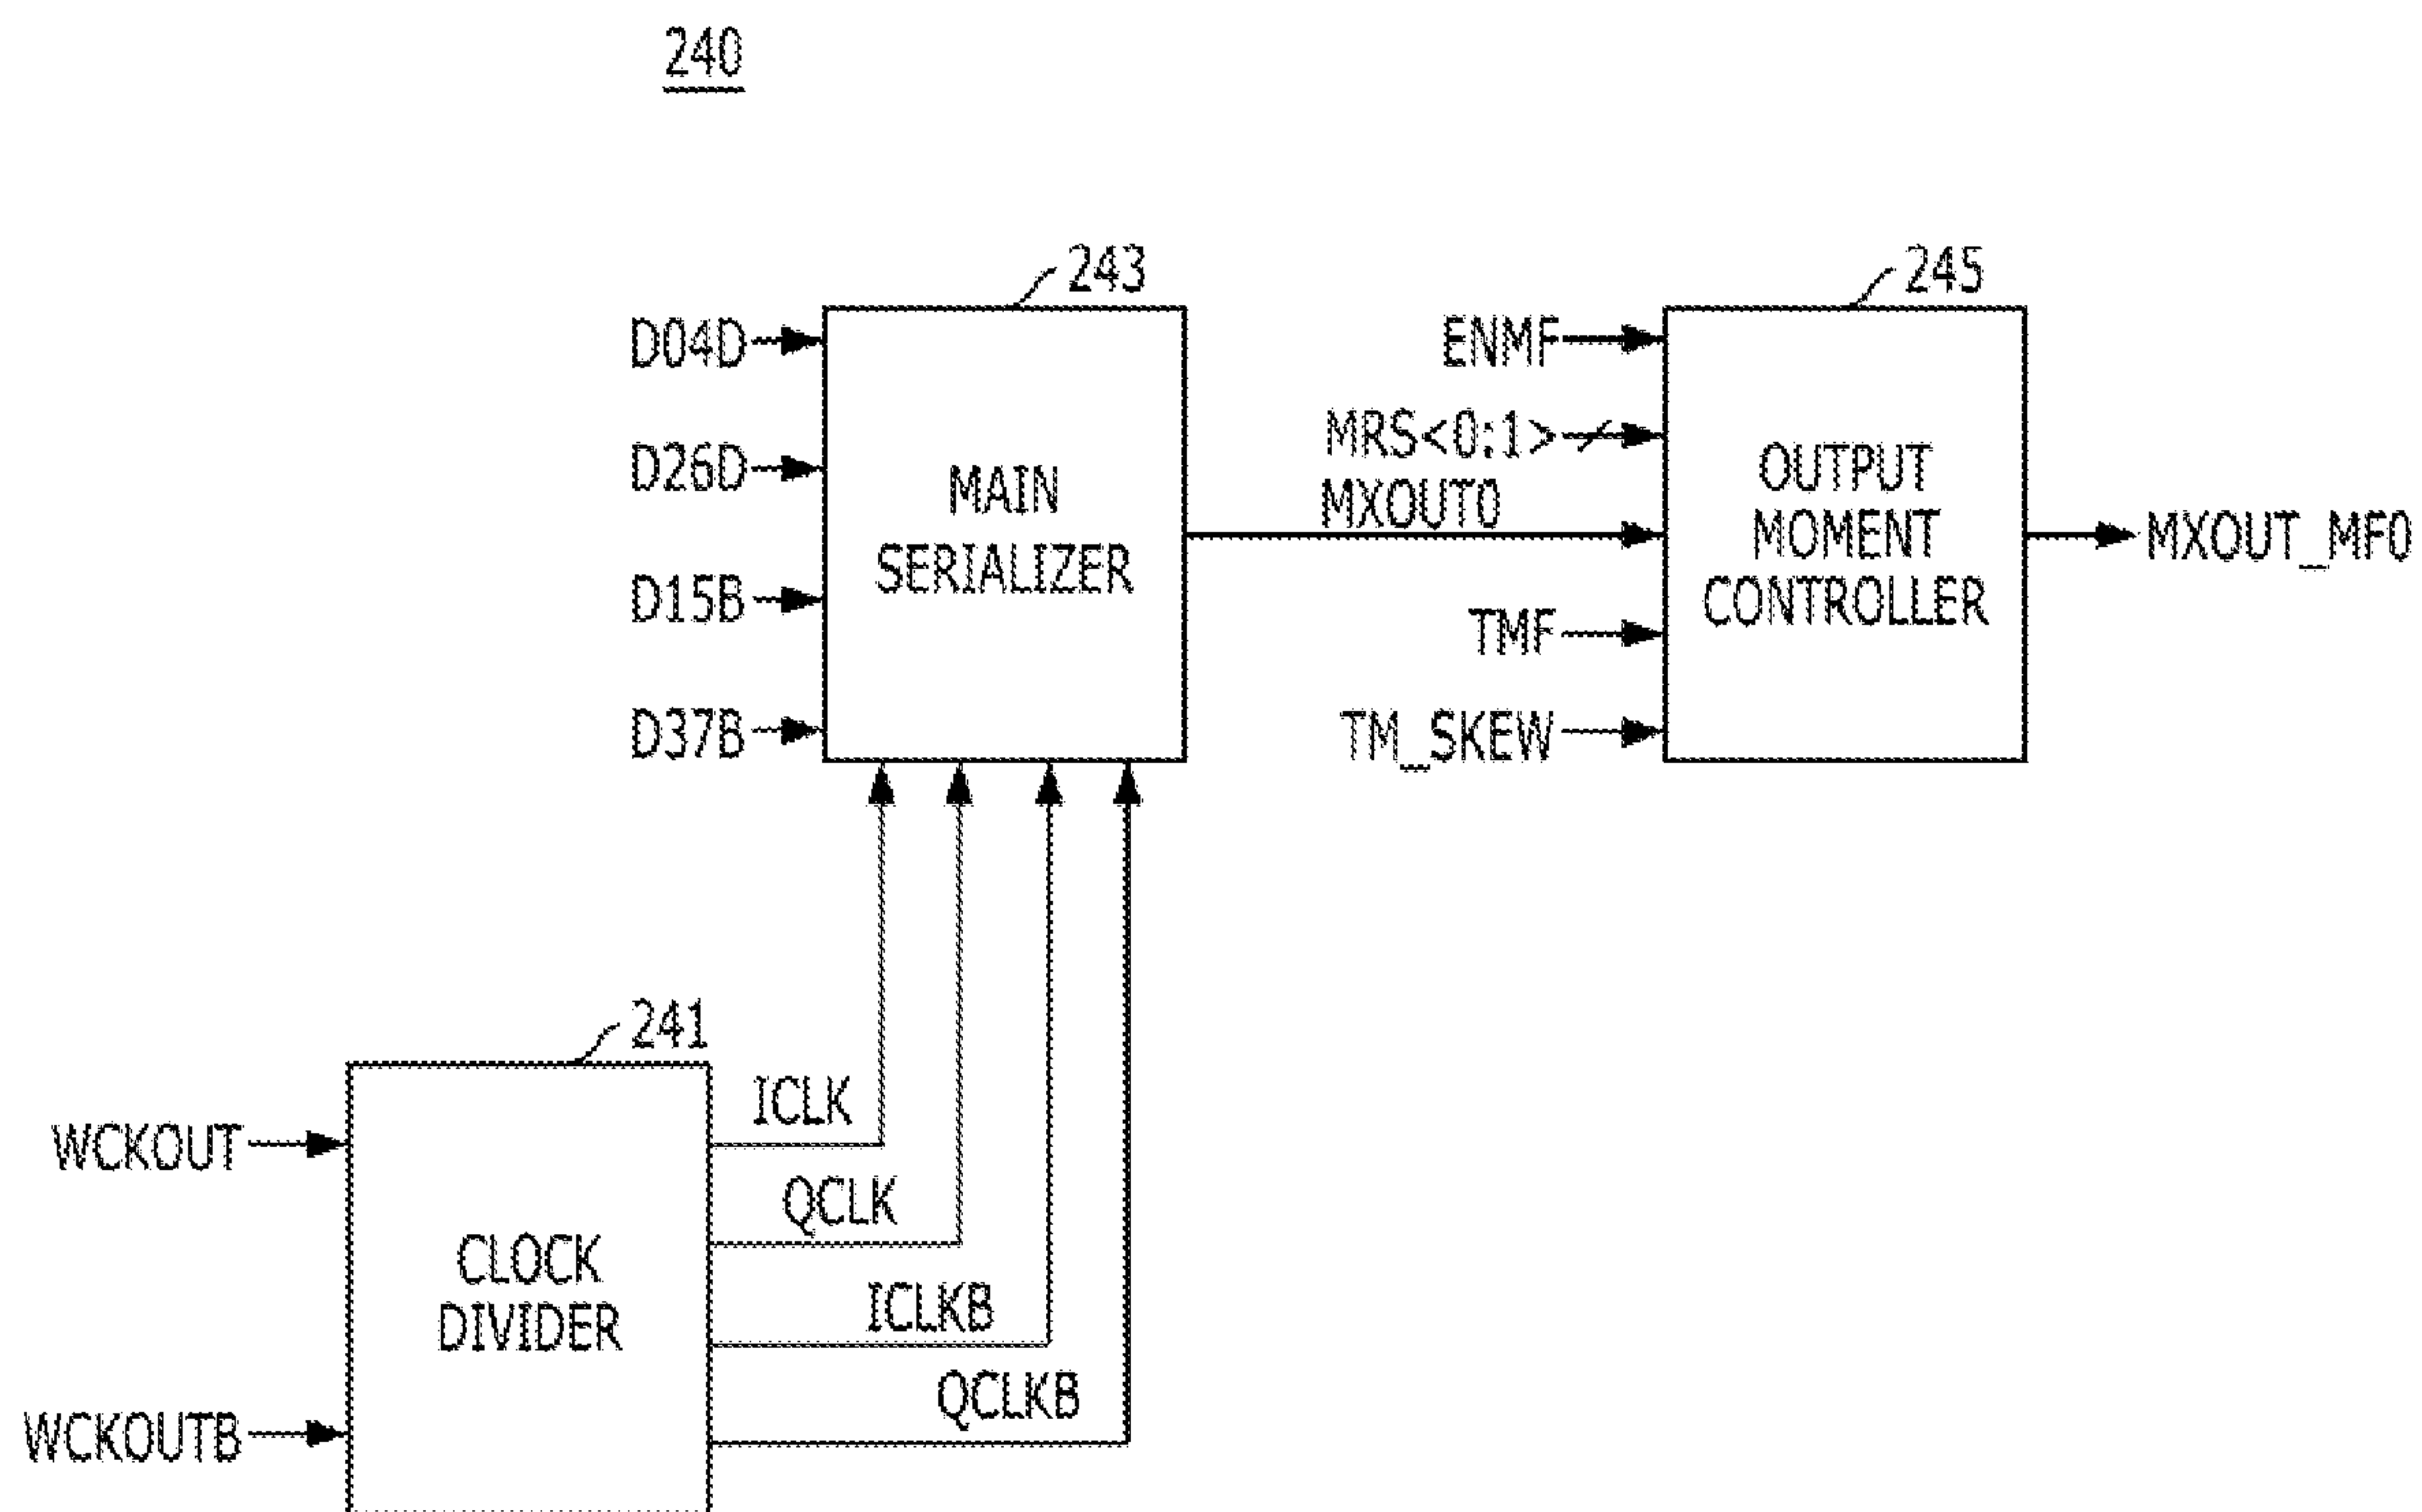 240
243
245
D04D
ENMF
MRS<0:1>
D26D
MAIN
SERIALIZER
MXOUT0
OUTPUT
MOMENT
CONTROLLER
MXOUT_MF0
D15B
TMF
D37B
TM_SKEW
241
WCKOUT
ICLK
QCLK
CLOCK
DIVIDER
ICLKB
QCLKB
WCKOUTB